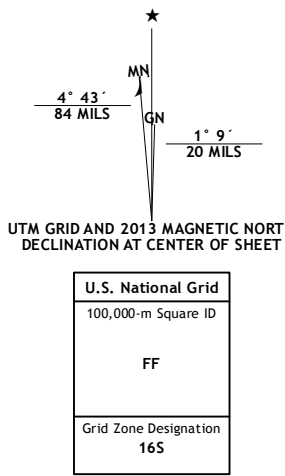 ★
MN
GN
4° 43´
84 MILS
1° 9´
20 MILS
UTM GRID AND 2013 MAGNETIC NORT
DECLINATION AT CENTER OF SHEET
U.S. National Grid
100,000-m Square ID
FF
Grid Zone Designation
16S